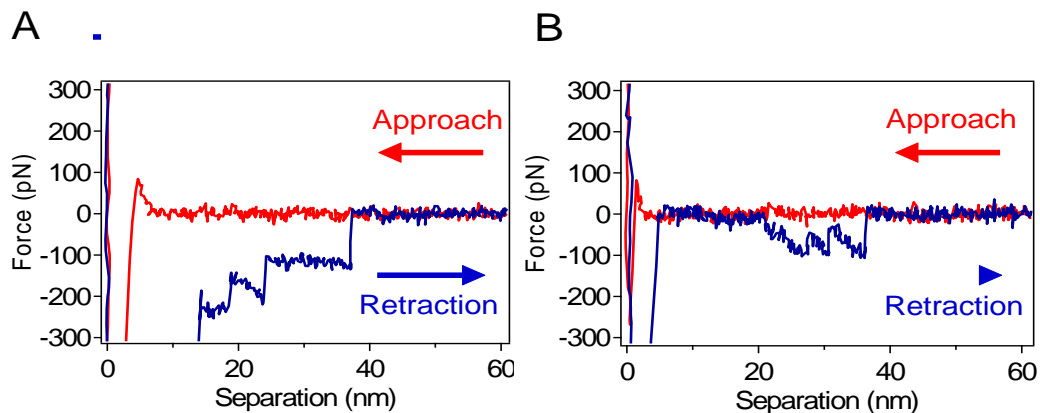 A
B
Force (pN)
300
200
100
0
-100
-200
-300
Approach
Retraction
0
20
40
60
Separation (nm)
Force (pN)
300
200
100
0
-100
-200
-300
Approach
Retraction
0
20
40
60
Separation (nm)